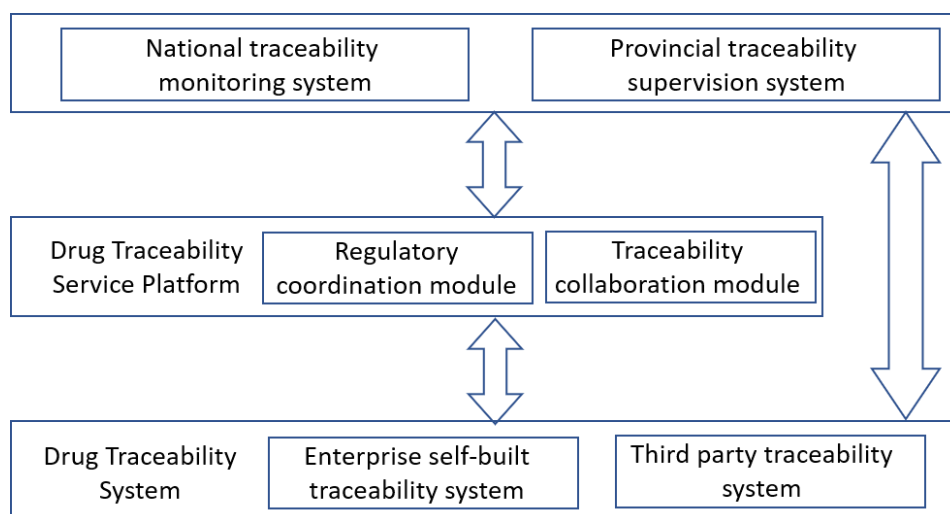 National traceability
monitoring system
Provincial traceability
supervision system
Drug Traceability
Service Platform
Regulatory
coordination module
Traceability
collaboration module
Drug Traceability
System
Enterprise self-built
traceability system
Third party traceability
system